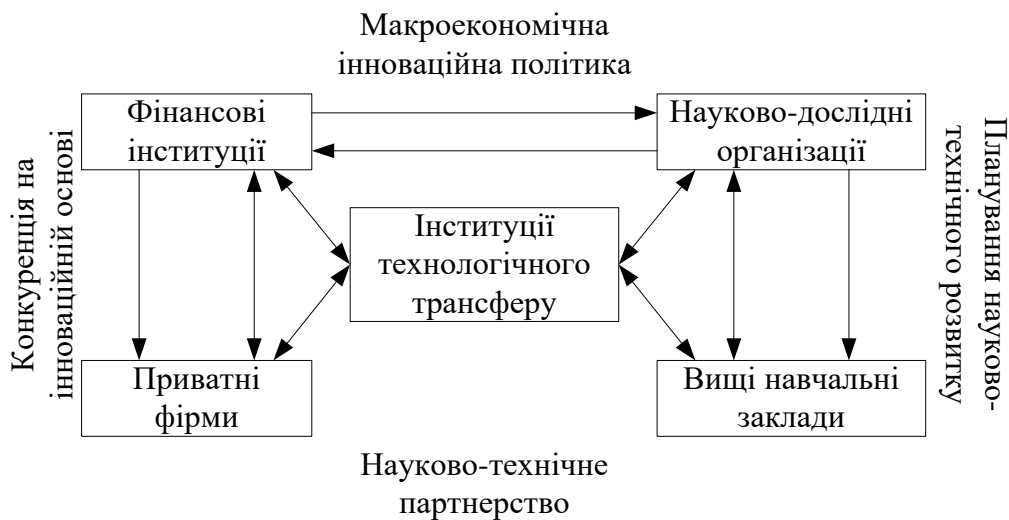 Макроекономічна
інноваційна політика
Фінансові
інституції
Науково-дослідні
організації
Конкуренція на
інноваційній основі
Інституції
технологічного
трансферу
Планування науково-
технічного розвитку
Приватні
фірми
Вищі навчальні
заклади
Науково-технічне
партнерство